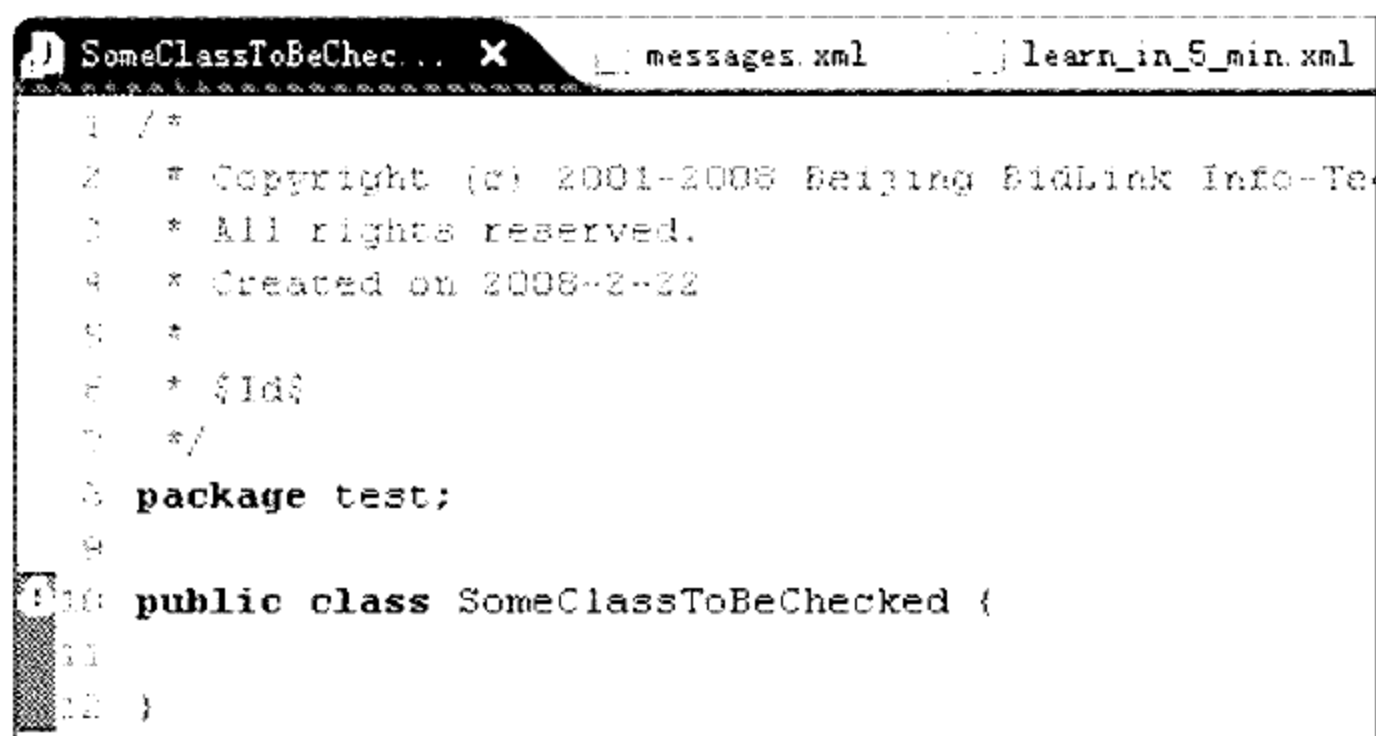 SomeClassToBeChec... messages.xml learn_in_5_min.xml
1 /*
2 * Copyright (c) 2001-2008 Beijing BidLink Info-Te
3 * All rights reserved.
4 * Created on 2008-2-22
5 *
6 * $Id$
7 */
8 package test;
9
10 public class SomeClassToBeChecked {
11
12 }